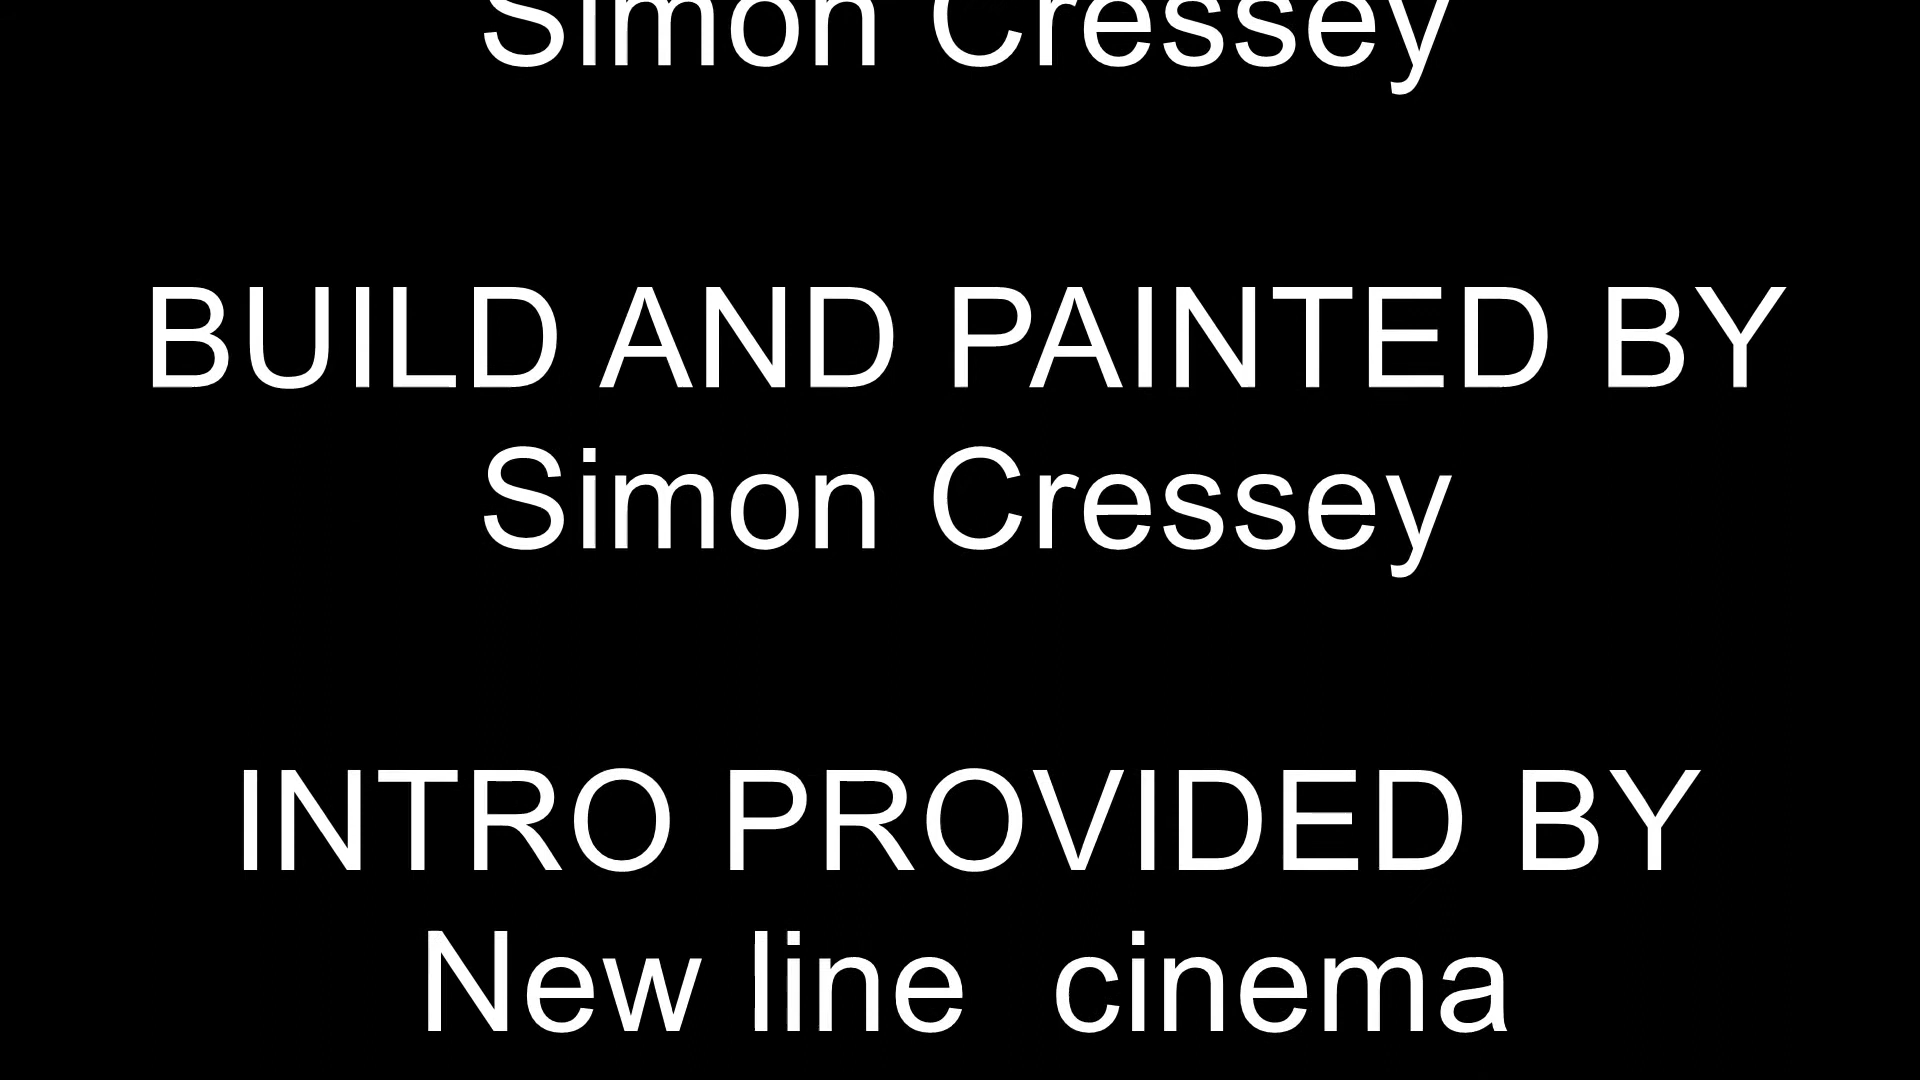 Simon Cressey
BUILD AND PAINTED BY
Simon Cressey
INTRO PROVIDED BY
New line  cinema